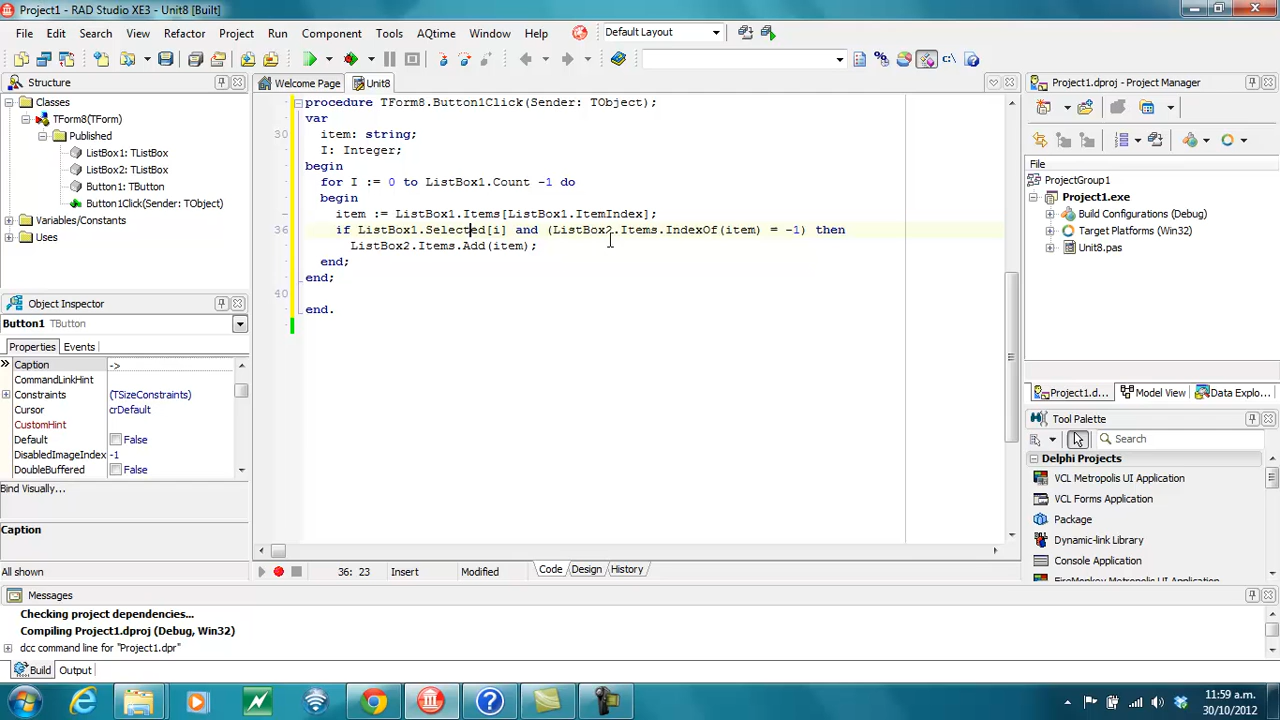 Project1 - RAD Studio XE3 - Unit8 [Built]
File Edit Search View Refactor Project Run Component Tools AQtime Window Help Default Layout
Structure
Classes
TForm8(TForm)
Published
ListBox1: TListBox
ListBox2: TListBox
Button1: TButton
Button1Click(Sender: TObject)
Variables/Constants
Uses
Object Inspector
Button1 TButton
Properties Events
Caption ->
CommandLinkHint
Constraints (TSizeConstraints)
Cursor crDefault
CustomHint
Default False
DisabledImageIndex -1
DoubleBuffered False
Bind Visually...
Caption
All shown
Welcome Page Unit8
procedure TForm8.Button1Click(Sender: TObject);
var
30 item: string;
I: Integer;
begin
for I := 0 to ListBox1.Count -1 do
begin
item := ListBox1.Items[ListBox1.ItemIndex];
36 if ListBox1.Selected[i] and (ListBox2.Items.IndexOf(item) = -1) then
ListBox2.Items.Add(item);
end;
end;
40
end.
36: 23 Insert Modified Code Design History
Project1.dproj - Project Manager
File
ProjectGroup1
Project1.exe
Build Configurations (Debug)
Target Platforms (Win32)
Unit8.pas
Project1.d... Model View Data Explo...
Tool Palette
Search
Delphi Projects
VCL Metropolis UI Application
VCL Forms Application
Package
Dynamic-link Library
Console Application
FireMonkey Metropolis UI Application
Messages
Checking project dependencies...
Compiling Project1.dproj (Debug, Win32)
dcc command line for "Project1.dpr"
Build Output
11:59 a.m.
30/10/2012